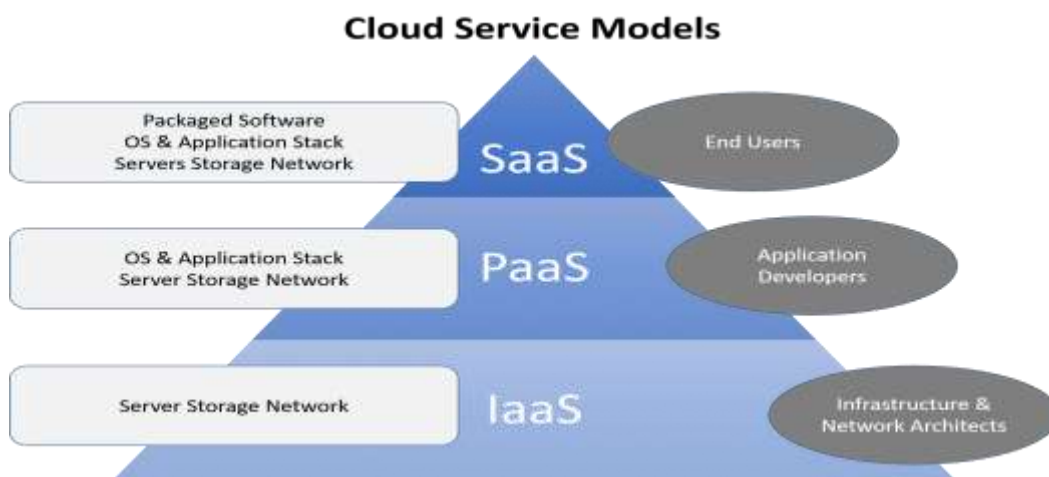 Cloud Service Models
Packaged Software
OS & Application Stack
Servers Storage Network
SaaS
End Users
OS & Application Stack
Server Storage Network
PaaS
Application
Developers
Server Storage Network
IaaS
Infrastructure &
Network Architects